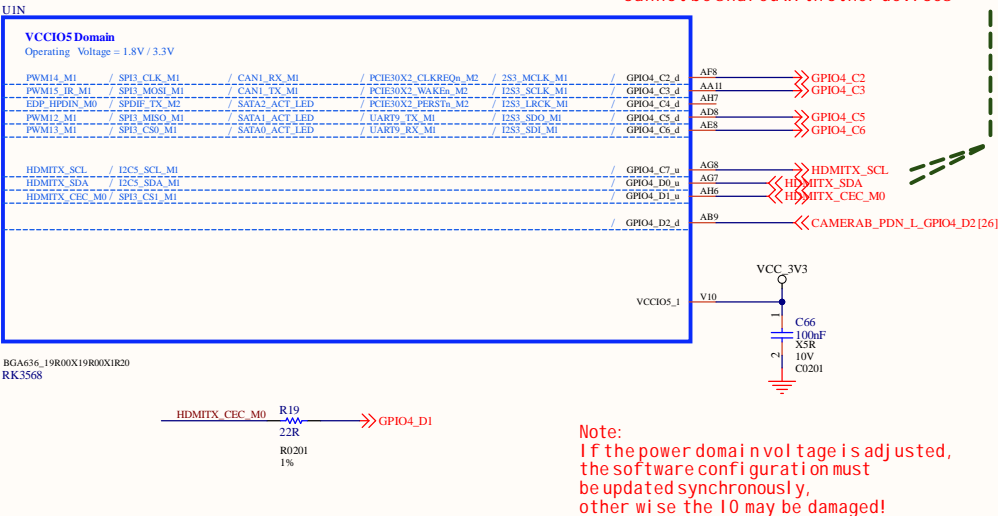 U1N
VCCIO5 Domain
Operating Voltage = 1.8V / 3.3V
PWM14_M1 / SPI3_CLK_M1 / CAN1_RX_M1 / PCIE30X2_CLKREQn_M2 / 2S3_MCLK_M1 / GPIO4_C2_d AF8 GPIO4_C2
PWM15_IR_M1 / SPI3_MOSI_M1 / CAN1_TX_M1 / PCIE30X2_WAKEn_M2 / I2S3_SCLK_M1 / GPIO4_C3_d AA11 GPIO4_C3
EDP_HPDIN_M0 / SPDIF_TX_M2 / SATA2_ACT_LED / PCIE30X2_PERSTn_M2 / I2S3_LRCK_M1 / GPIO4_C4_d AH7
PWM12_M1 / SPI3_MISO_M1 / SATA1_ACT_LED / UART9_TX_M1 / I2S3_SDO_M1 / GPIO4_C5_d AD8 GPIO4_C5
PWM13_M1 / SPI3_CS0_M1 / SATA0_ACT_LED / UART9_RX_M1 / I2S3_SDI_M1 / GPIO4_C6_d AE8 GPIO4_C6
HDMITX_SCL / I2C5_SCL_M1 / GPIO4_C7_u AG8 HDMITX_SCL
HDMITX_SDA / I2C5_SDA_M1 / GPIO4_D0_u AG7 HDMITX_SDA
HDMITX_CEC_M0 / SPI3_CS1_M1 / GPIO4_D1_u AH6 HDMITX_CEC_M0
/ GPIO4_D2_d AB9 CAMERAB_PDN_L_GPIO4_D2 [26]
VCC_3V3
VCCIO5_1 V10
1
C66
100nF
X5R
2
10V
C0201
BGA636_19R00X19R00X1R20
RK3568
HDMITX_CEC_M0 R19 GPIO4_D1
22R
R0201
1%
Note:
If the power domain voltage is adjusted,
the software configuration must
be updated synchronously,
other wise the IO may be damaged!